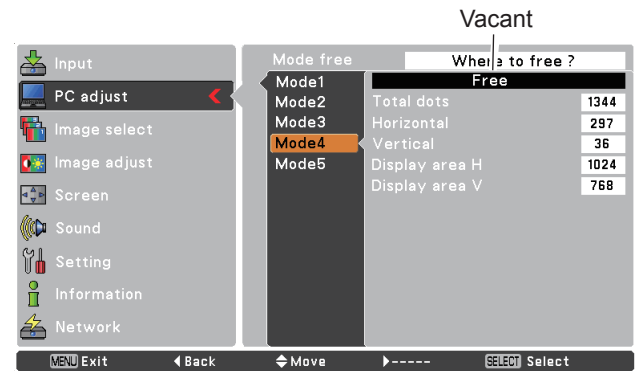 Vacant
Input
PC adjust
Image select
Image adjust
Screen
Sound
Setting
Information
Network
Mode free
Where to free ?
Mode1
Mode2
Mode3
Mode4
Mode5
Free
Total dots 1344
Horizontal 297
Vertical 36
Display area H 1024
Display area V 768
MENU Exit Back Move ----- SELECT Select